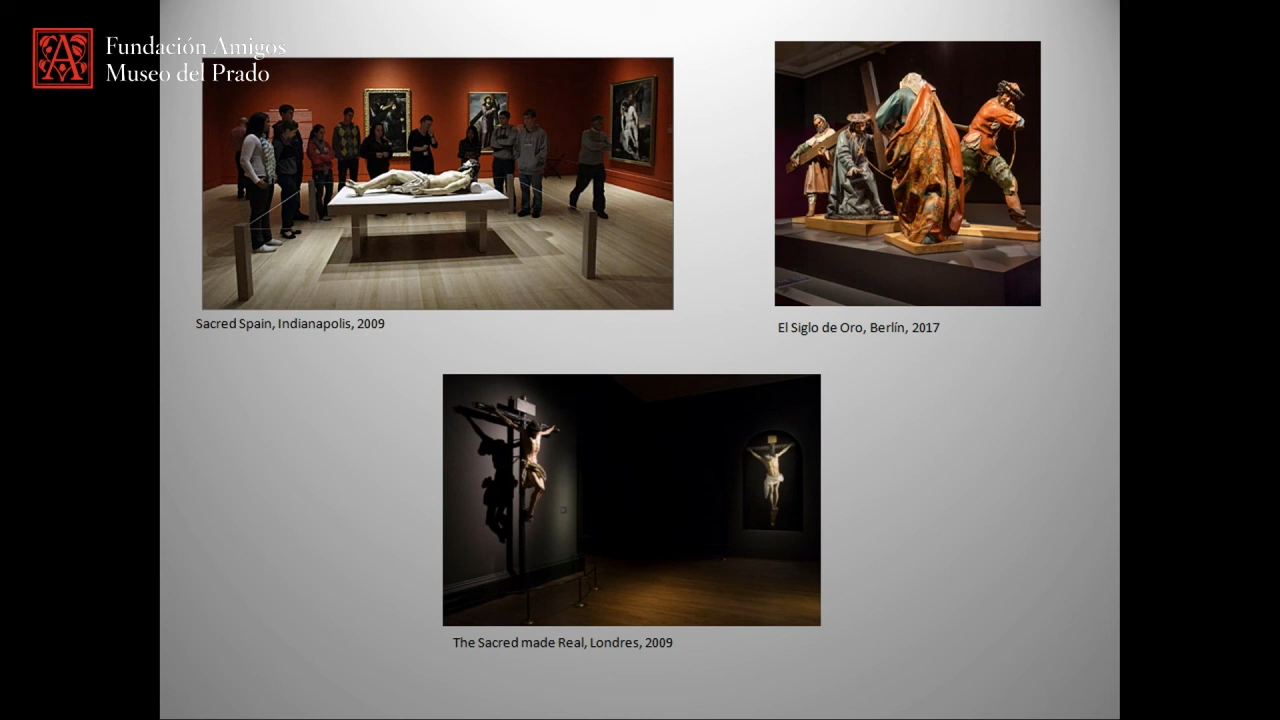 Fundación Amigos
Museo del Prado
Sacred Spain, Indianapolis, 2009
El Siglo de Oro, Berlín, 2017
The Sacred made Real, Londres, 2009